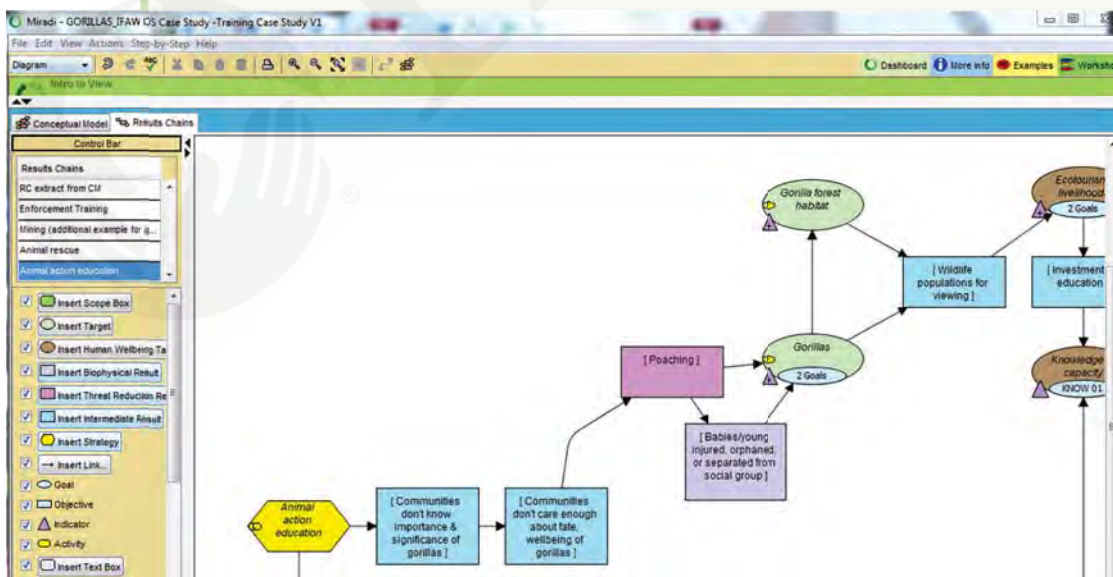 Miradi - GORILLAS_IFAW OS Case Study -Training Case Study V1
File Edit View Actions Step-by-Step Help
Diagram
Dashboard More info Examples Worksho
Intro to View
Conceptual Model Results Chains
Control Bar
Results Chains
RC extract from CM
Enforcement Training
Mining (additional example for g...
Animal rescue
Animal action education
Insert Scope Box
Insert Target
Insert Human Wellbeing Ta
Insert Biophysical Result
Insert Threat Reduction Re
Insert Intermediate Result
Insert Strategy
Insert Link...
Goal
Objective
Indicator
Activity
Insert Text Box
Animal
action
education
[ Communities
don't know
importance &
significance of
gorillas ]
[ Communities
don't care enough
about fate,
wellbeing of
gorillas ]
[ Poaching ]
[ Babies/young
injured, orphaned,
or separated from
social group ]
Gorilla forest
habitat
Gorillas
2 Goals
[ Wildlife
populations for
viewing ]
Ecotourism
livelihood
2 Goals
[ Investment
education ]
Knowledge
capacity
KNOW 01